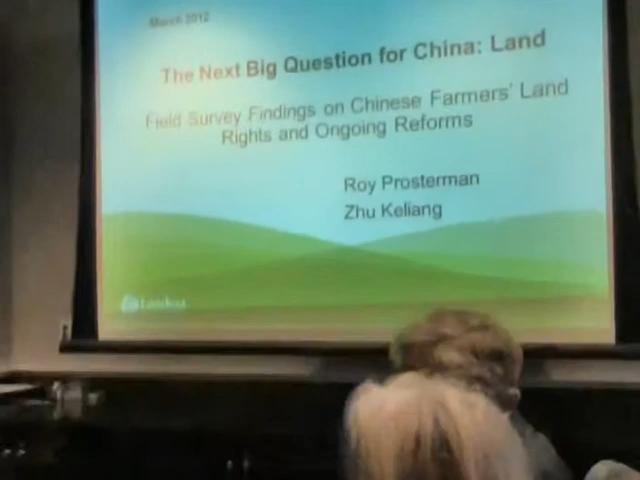 March 2012
The Next Big Question for China: Land
Field Survey Findings on Chinese Farmers' Land
Rights and Ongoing Reforms
Roy Prosterman
Zhu Keliang
Landesa